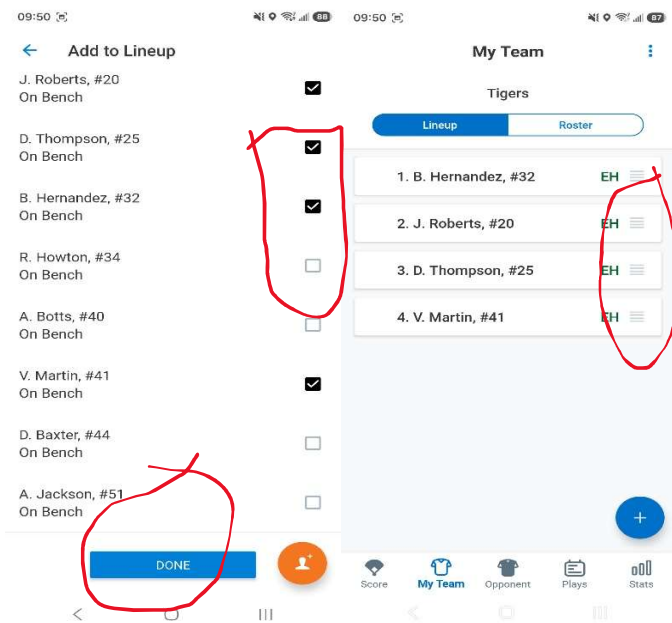 09:50
88
Add to Lineup
J. Roberts, #20
On Bench
D. Thompson, #25
On Bench
B. Hernandez, #32
On Bench
R. Howton, #34
On Bench
A. Botts, #40
On Bench
V. Martin, #41
On Bench
D. Baxter, #44
On Bench
A. Jackson, #51
On Bench
DONE
09:50
87
My Team
Tigers
Lineup Roster
1. B. Hernandez, #32 EH
2. J. Roberts, #20 EH
3. D. Thompson, #25 EH
4. V. Martin, #41 EH
Score My Team Opponent Plays Stats